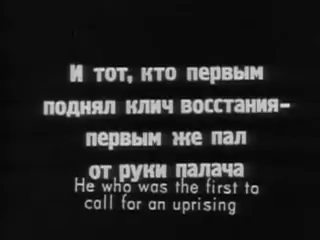 И тот, кто первым
поднял клич восстания-
первым же пал
от руки палача
He who was the first to
call for an uprising